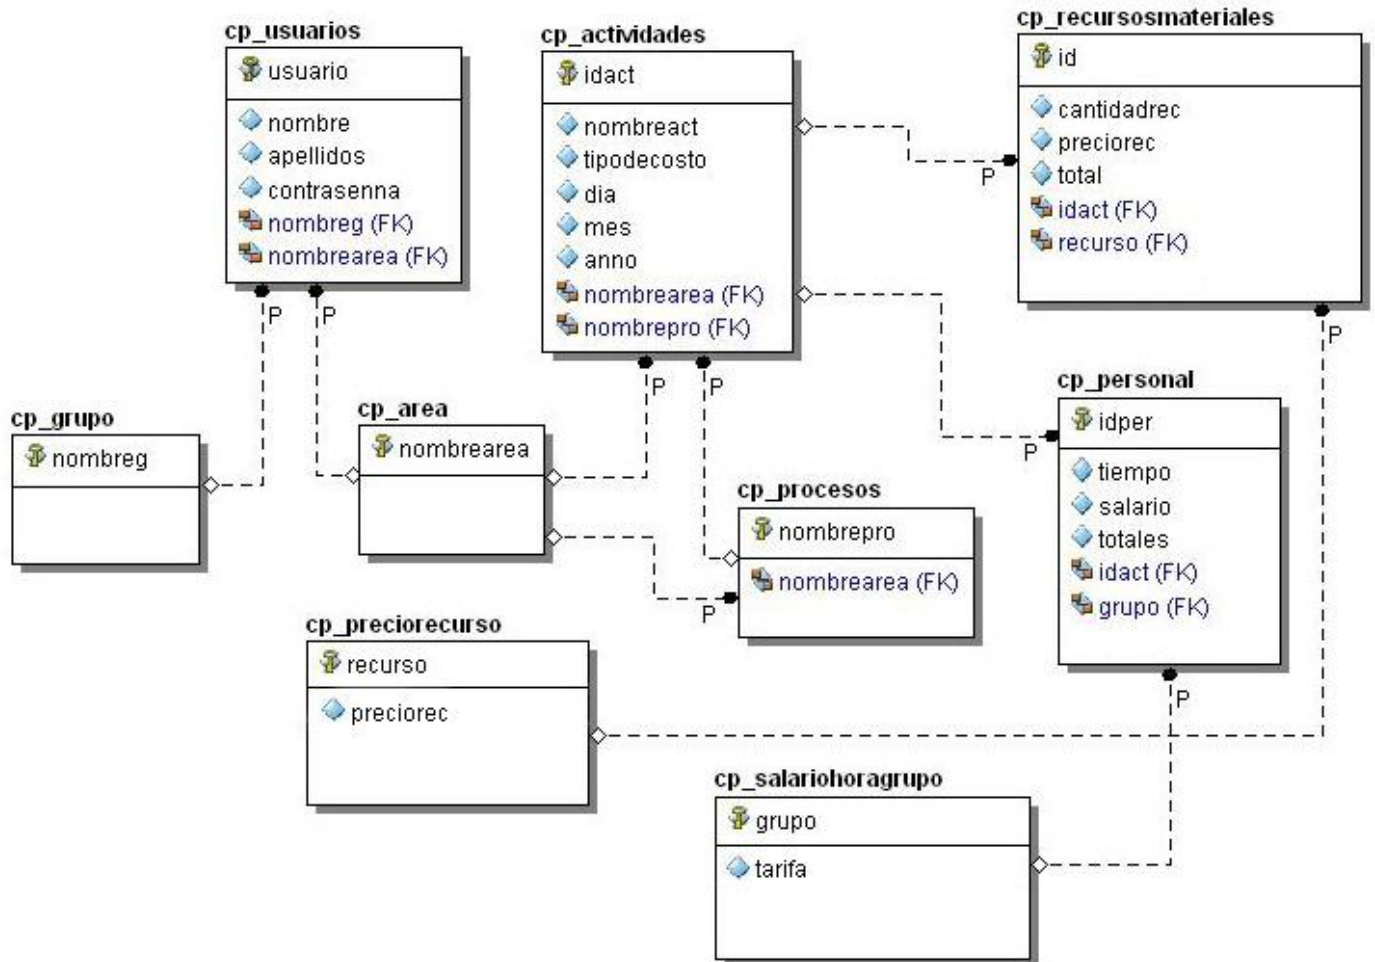 cp_usuarios
usuario
nombre
apellidos
contrasenna
nombreg (FK)
nombrearea (FK)
P
P
cp_actividades
idact
nombreact
tipodecosto
dia
mes
anno
nombrearea (FK)
nombrepro (FK)
P
P
cp_recursosmateriales
id
cantidadrec
preciorec
total
idact (FK)
recurso (FK)
P
P
cp_grupo
nombreg
cp_area
nombrearea
cp_procesos
nombrepro
nombrearea (FK)
P
cp_personal
idper
tiempo
salario
totales
idact (FK)
grupo (FK)
P
P
cp_preciorecurso
recurso
preciorec
cp_salariohoragrupo
grupo
tarifa